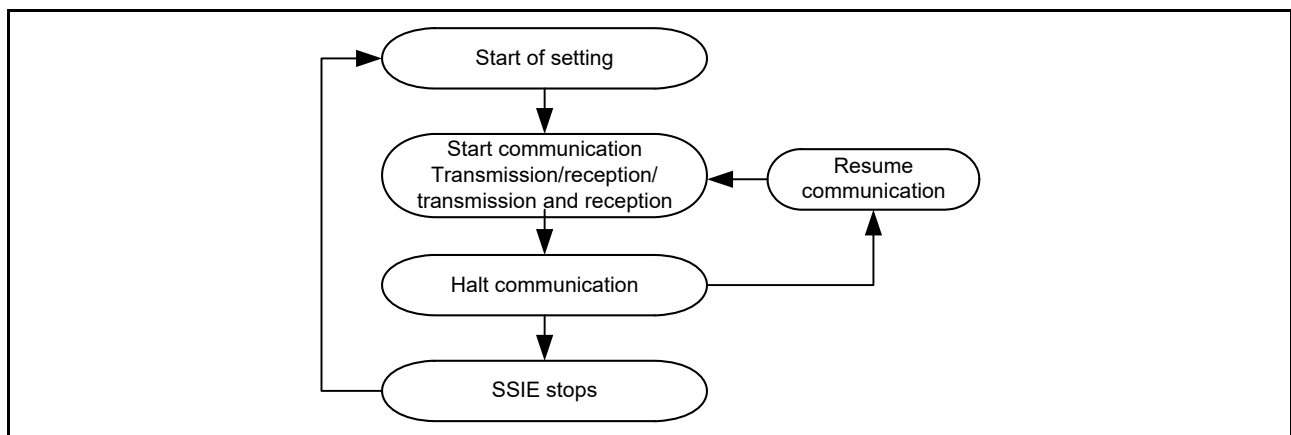 Start of setting
Start communication
Transmission/reception/
transmission and reception
Resume
communication
Halt communication
SSIE stops